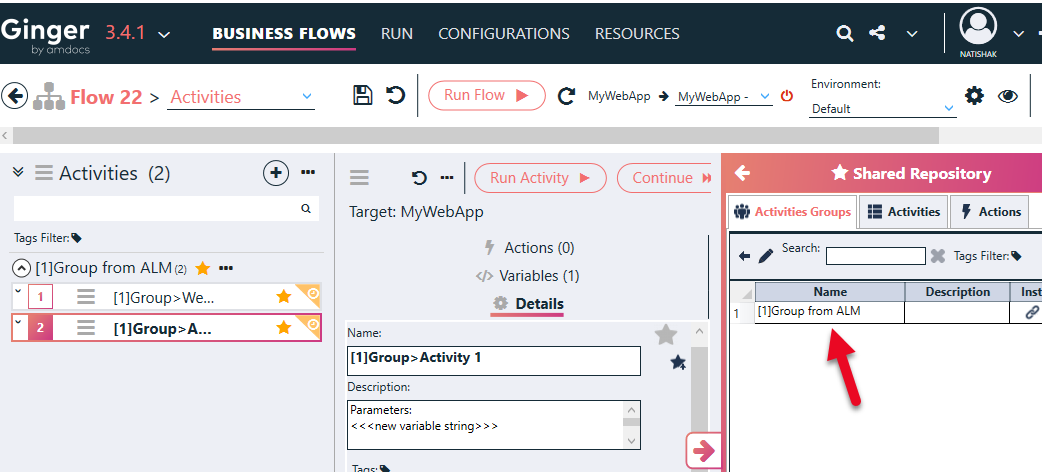 Ginger
by amdocs
3.4.1
BUSINESS FLOWS
RUN
CONFIGURATIONS
RESOURCES
NATISHAK
Flow 22 >
Activities
Run Flow
MyWebApp
MyWebApp -
Environment:
Default
Activities (2)
Tags Filter:
[1]Group from ALM (2)
1
[1]Group>We...
2
[1]Group>A...
Run Activity
Continue
Target: MyWebApp
Actions (0)
</> Variables (1)
Details
Name:
[1]Group>Activity 1
Description:
Parameters:
<<<new variable string>>>
Tags:
Shared Repository
Activities Groups
Activities
Actions
Search:
Tags Filter:
Name
Description
Inst
1
[1]Group from ALM